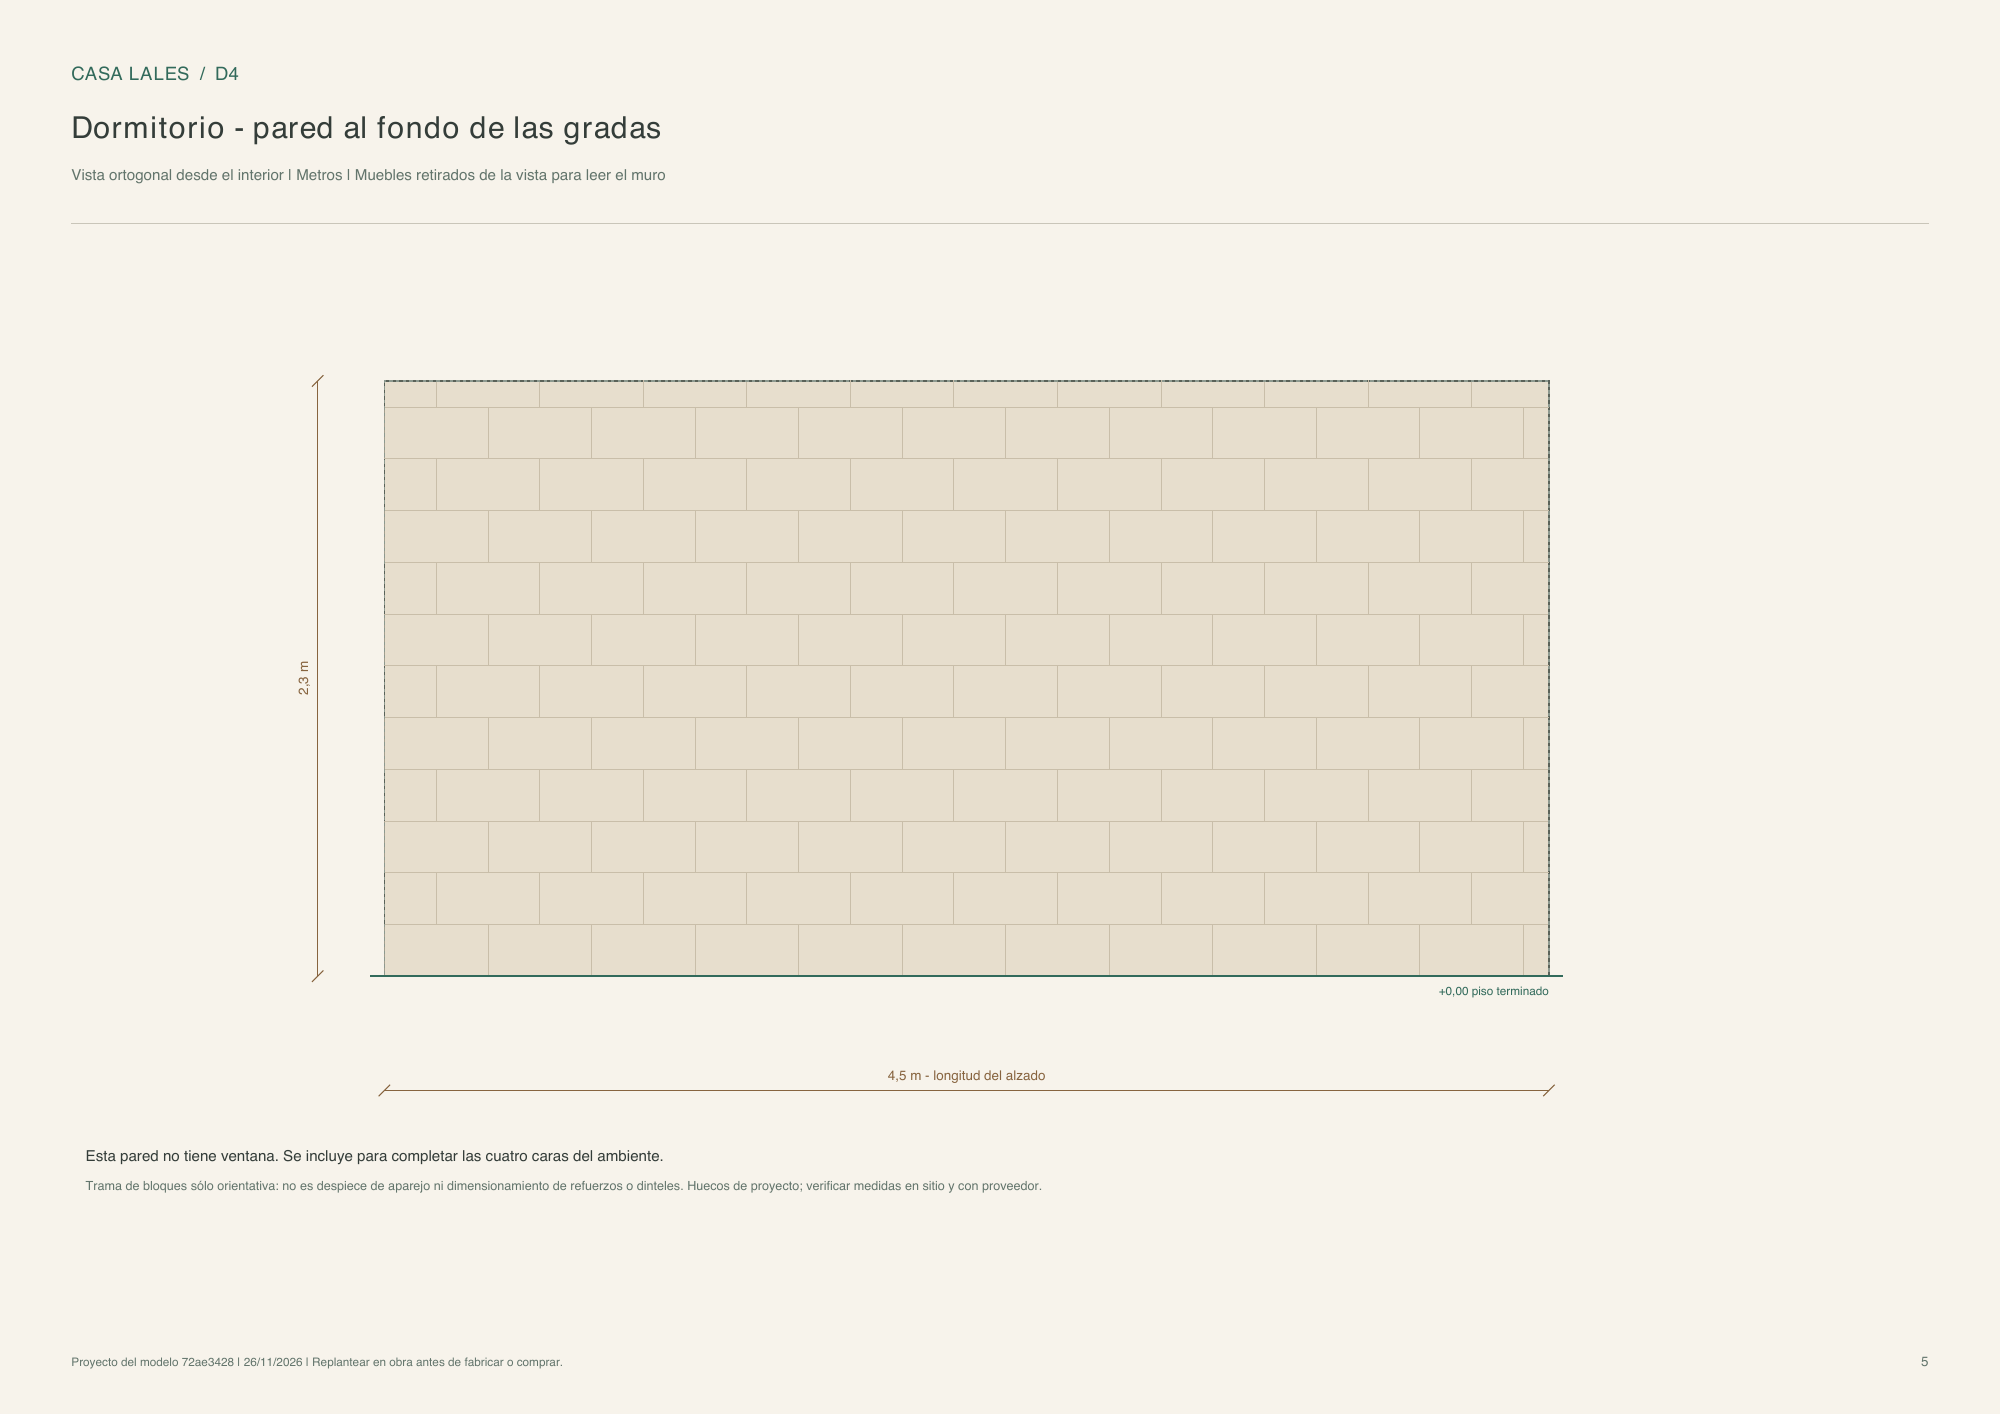 CASA LALES / D4
Dormitorio - pared al fondo de las gradas
Vista ortogonal desde el interior | Metros | Muebles retirados de la vista para leer el muro
2,3 m
+0,00 piso terminado
4,5 m - longitud del alzado
Esta pared no tiene ventana. Se incluye para completar las cuatro caras del ambiente.
Trama de bloques sólo orientativa: no es despiece de aparejo ni dimensionamiento de refuerzos o dinteles. Huecos de proyecto; verificar medidas en sitio y con proveedor.
Proyecto del modelo 72ae3428 | 26/11/2026 | Replantear en obra antes de fabricar o comprar.
5